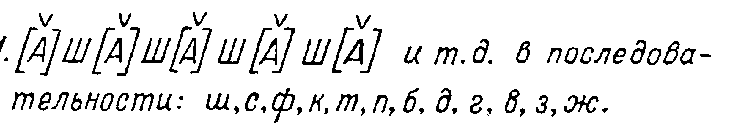 1. [Ǎ] Ш [Ǎ] Ш [Ǎ] Ш [Ǎ] Ш [Ǎ] и т. д. в последова-
тельности: ш, с, ф, к, т, п, б, д, г, в, з, ж.